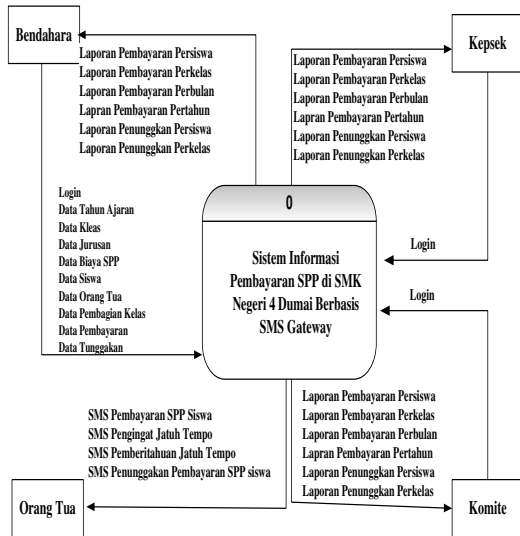 Bendahara
Laporan Pembayaran Persiswa
Laporan Pembayaran Perkelas
Laporan Pembayaran Perbulan
Lapran Pembayaran Pertahun
Laporan Penunggkan Persiswa
Laporan Penunggkan Perkelas
Kepsek
Laporan Pembayaran Persiswa
Laporan Pembayaran Perkelas
Laporan Pembayaran Perbulan
Lapran Pembayaran Pertahun
Laporan Penunggkan Persiswa
Laporan Penunggkan Perkelas
Login
Data Tahun Ajaran
Data Kleas
Data Jurusan
Data Biaya SPP
Data Siswa
Data Orang Tua
Data Pembagian Kelas
Data Pembayaran
Data Tunggakan
0
Sistem Informasi
Pembayaran SPP di SMK
Negeri 4 Dumai Berbasis
SMS Gateway
Login
Login
SMS Pembayaran SPP Siswa
SMS Pengingat Jatuh Tempo
SMS Pemberitahuan Jatuh Tempo
SMS Penunggakan Pembayaran SPP siswa
Orang Tua
Laporan Pembayaran Persiswa
Laporan Pembayaran Perkelas
Laporan Pembayaran Perbulan
Lapran Pembayaran Pertahun
Laporan Penunggkan Persiswa
Laporan Penunggkan Perkelas
Komite